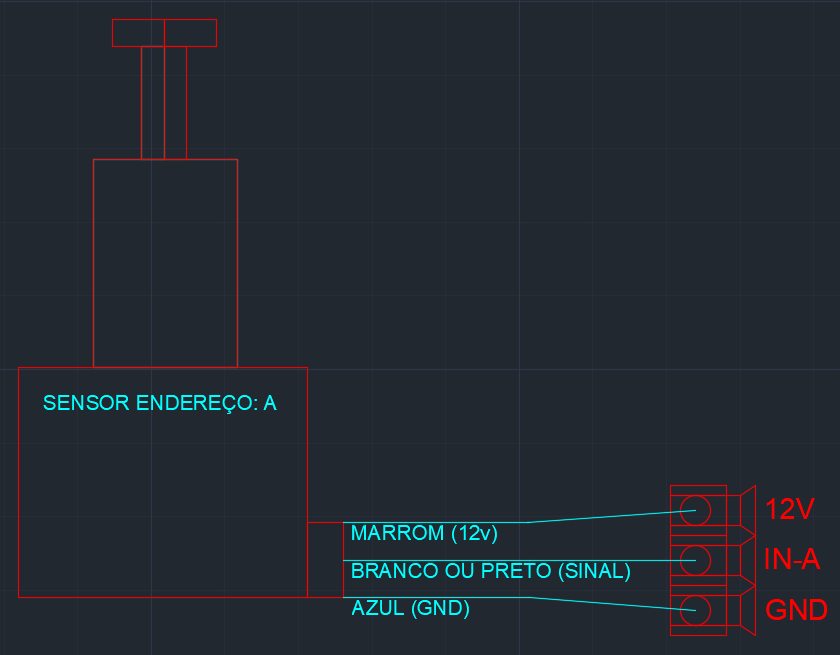 SENSOR ENDEREÇO: A
MARROM (12v)
12V
BRANCO OU PRETO (SINAL)
IN-A
AZUL (GND)
GND